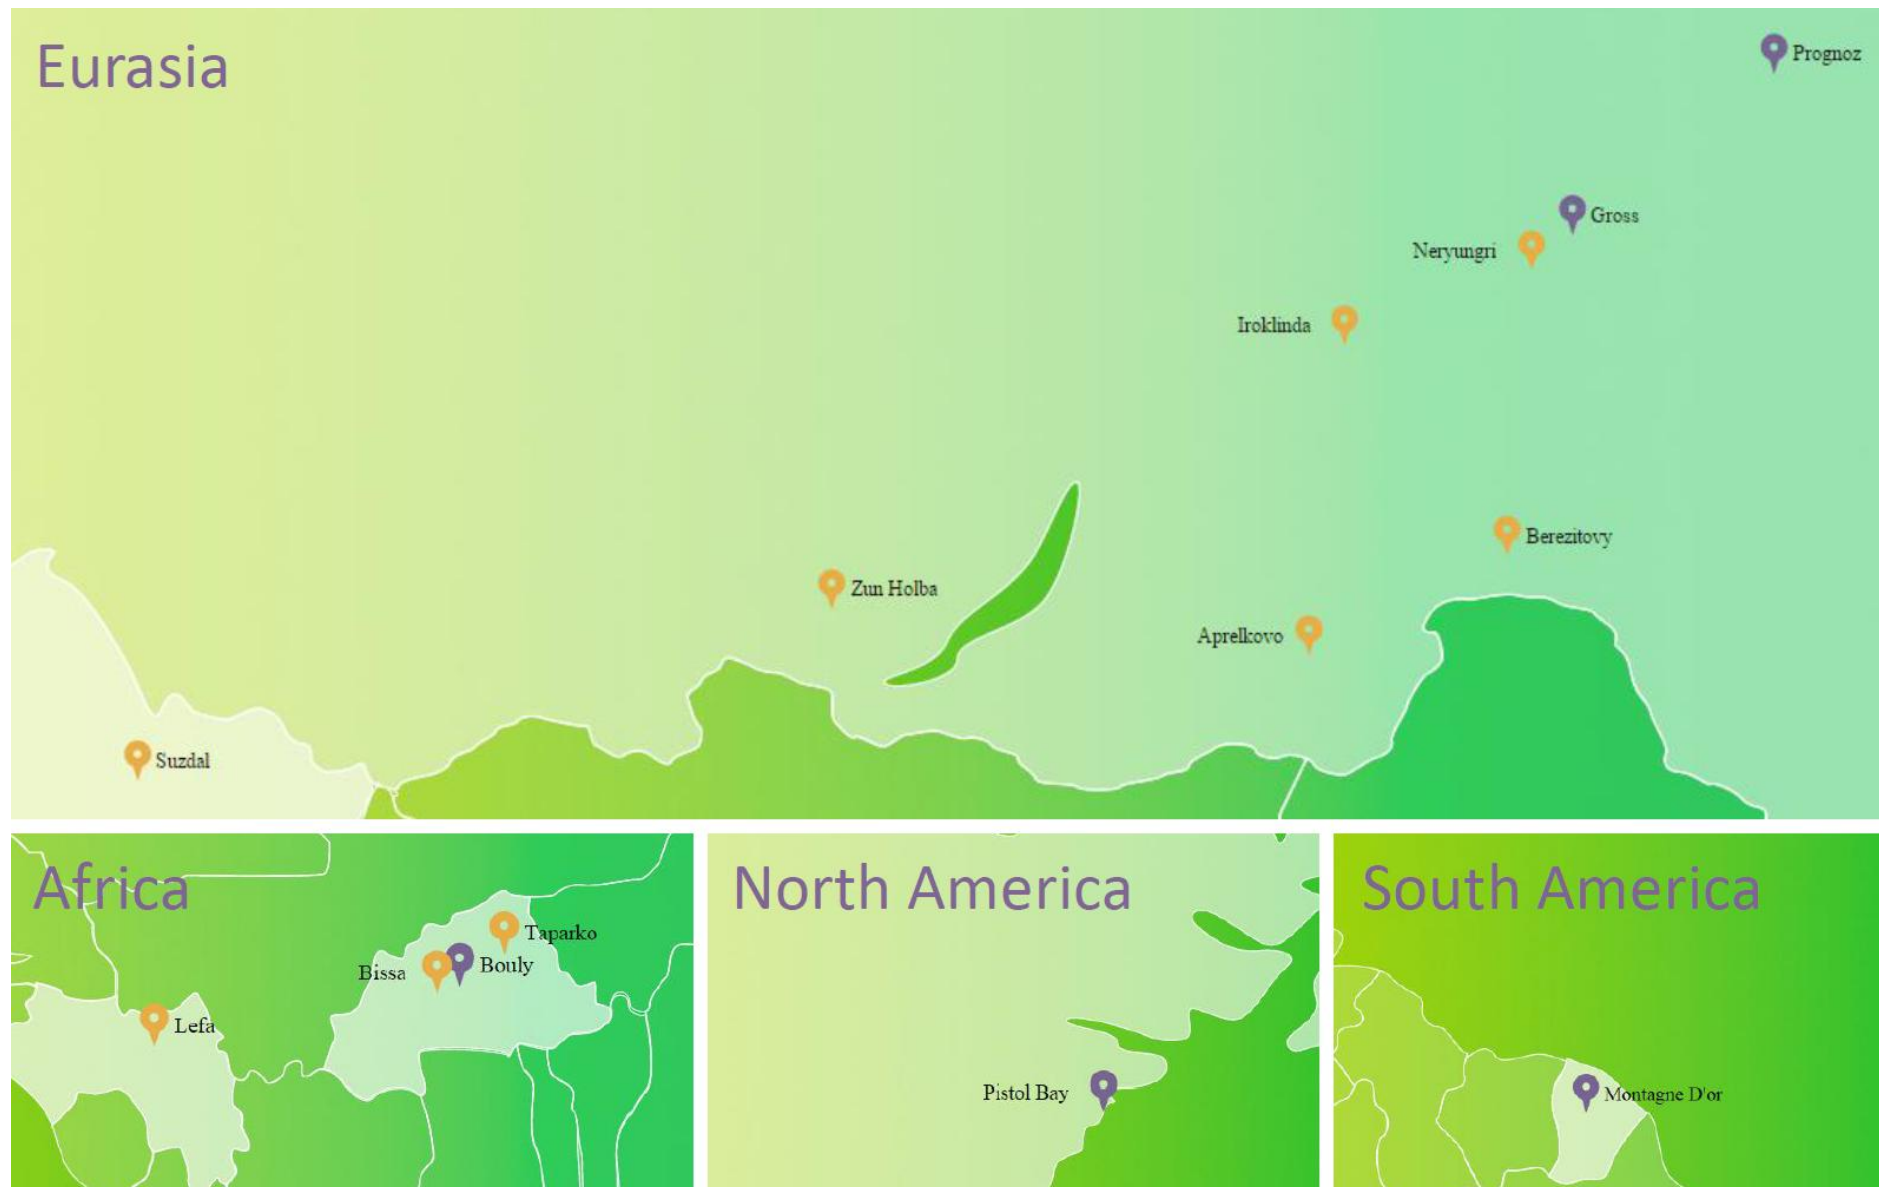 Eurasia
Prognoz
Gross
Neryungri
Iroklinda
Berezitovy
Zun Holba
Aprelkovo
Suzdal
Africa
Taparko
Bissa
Bouly
Lefa
North America
Pistol Bay
South America
Montagne D'or